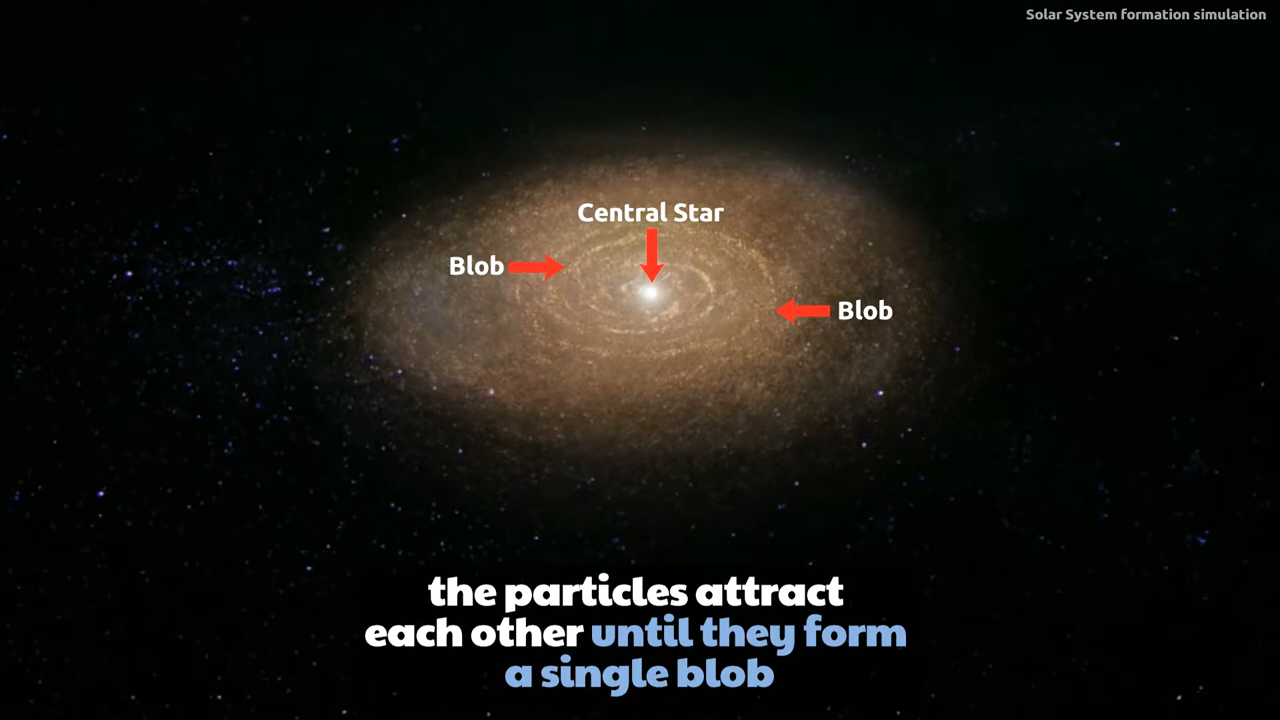 Solar System formation simulation
Central Star
Blob
Blob
the particles attract
each other until they form
a single blob